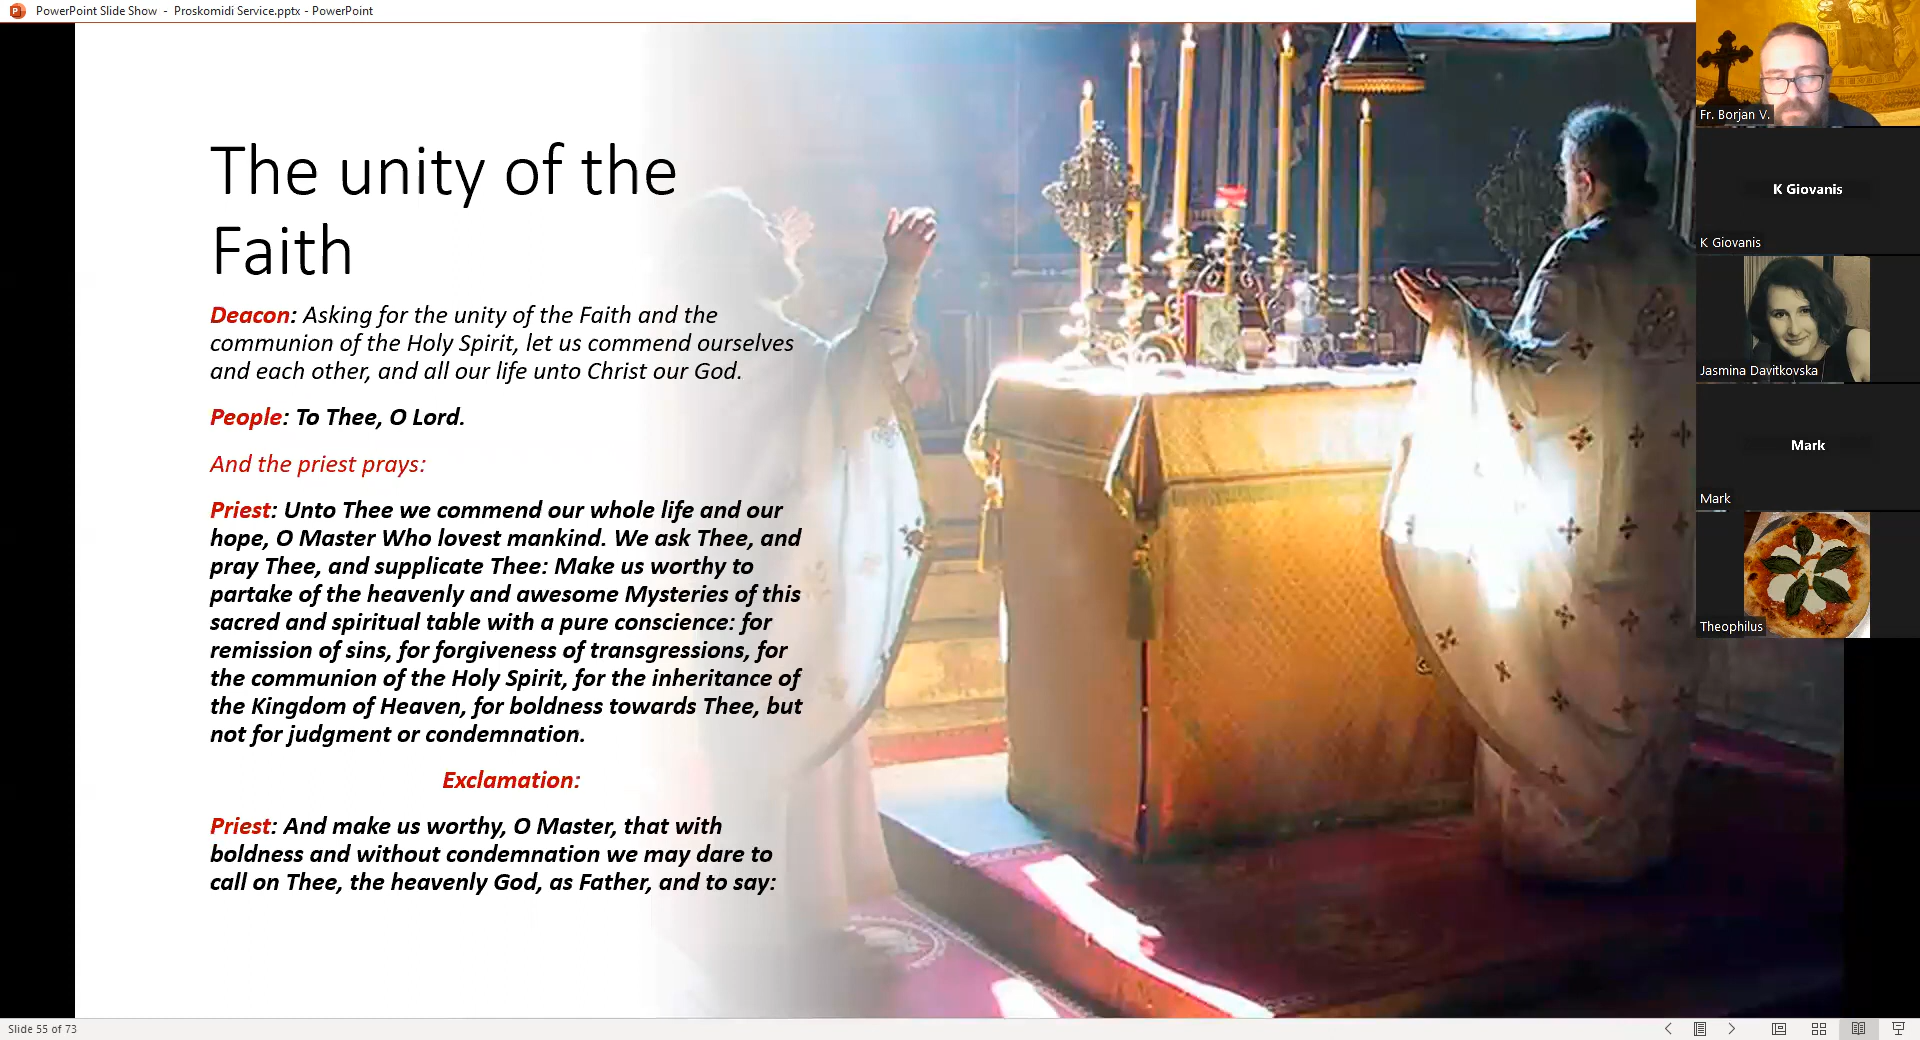 PowerPoint Slide Show - Proskomidi Service.pptx - PowerPoint
The unity of the
Faith
Deacon: Asking for the unity of the Faith and the
communion of the Holy Spirit, let us commend ourselves
and each other, and all our life unto Christ our God.
People: To Thee, O Lord.
And the priest prays:
Priest: Unto Thee we commend our whole life and our
hope, O Master Who lovest mankind. We ask Thee, and
pray Thee, and supplicate Thee: Make us worthy to
partake of the heavenly and awesome Mysteries of this
sacred and spiritual table with a pure conscience: for
remission of sins, for forgiveness of transgressions, for
the communion of the Holy Spirit, for the inheritance of
the Kingdom of Heaven, for boldness towards Thee, but
not for judgment or condemnation.
Exclamation:
Priest: And make us worthy, O Master, that with
boldness and without condemnation we may dare to
call on Thee, the heavenly God, as Father, and to say:
Fr. Borjan V.
K Giovanis
K Giovanis
Jasmina Davitkovska
Mark
Mark
Theophilus
Slide 55 of 73